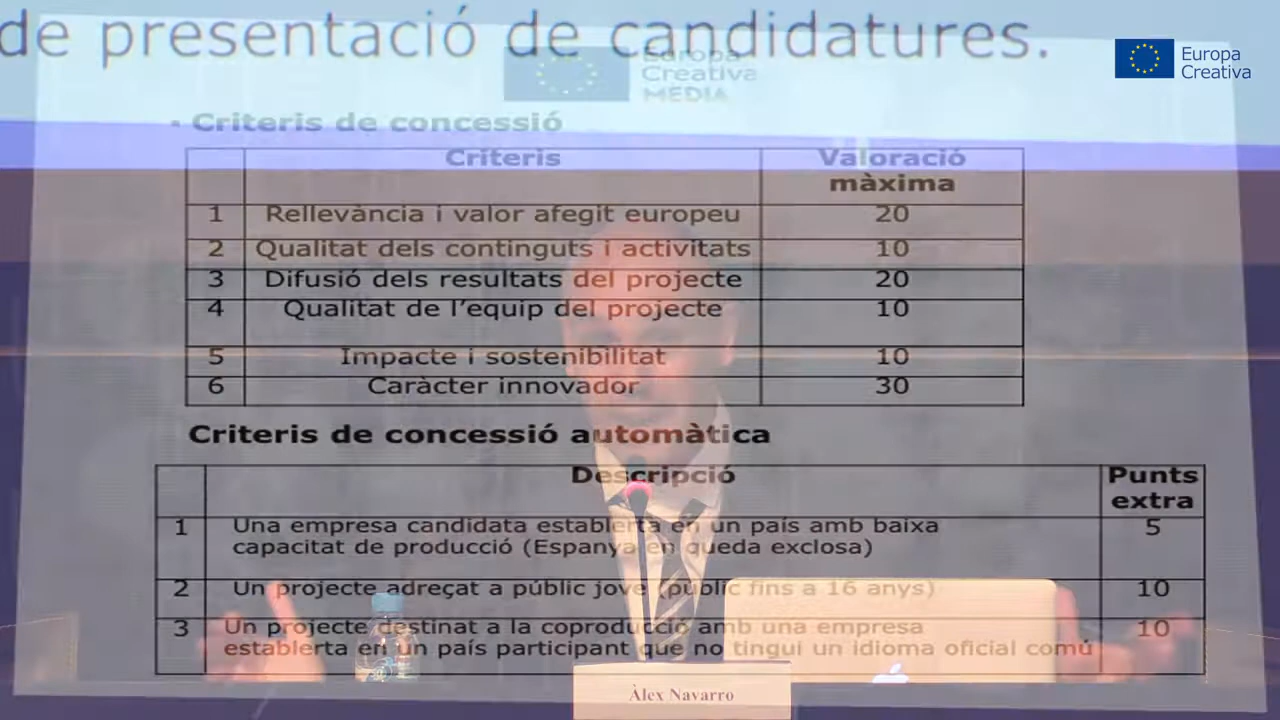 de presentació de candidatures.
Europa
Creativa
Europa
Creativa
MEDIA
- Criteris de concessió
Criteris Valoració màxima
1 Rellevància i valor afegit europeu 20
2 Qualitat dels continguts i activitats 10
3 Difusió dels resultats del projecte 20
4 Qualitat de l'equip del projecte 10
5 Impacte i sostenibilitat 10
6 Caràcter innovador 30
Criteris de concessió automàtica
Descripció Punts extra
1 Una empresa candidata establerta en un país amb baixa 5
capacitat de producció (Espanya en queda exclosa)
2 Un projecte adreçat a públic jove (públic fins a 16 anys) 10
3 Un projecte destinat a la coproducció amb una empresa 10
establerta en un país participant que no tingui un idioma oficial comú
Àlex Navarro